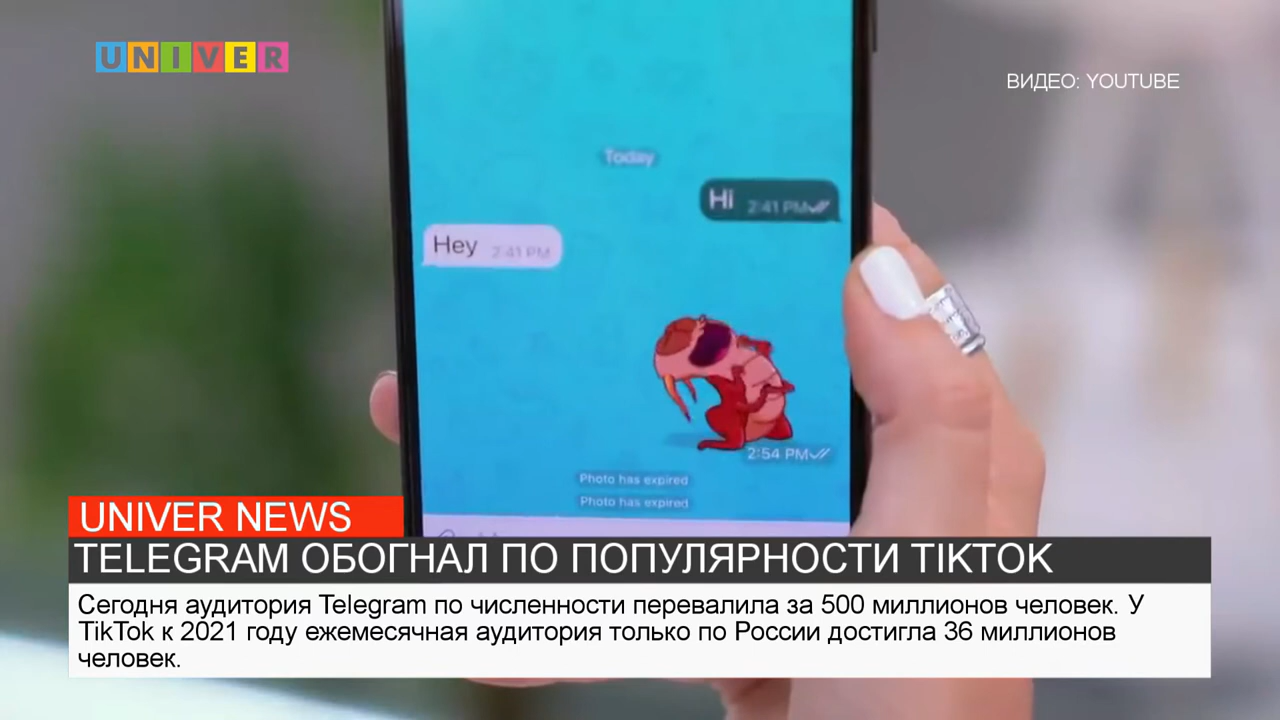 UNIVER
ВИДЕО: YOUTUBE
Today
Hi 2:41 PM
Hey 2:41 PM
2:54 PM
Photo has expired
Photo has expired
UNIVER NEWS
TELEGRAM ОБОГНАЛ ПО ПОПУЛЯРНОСТИ TIKTOK
Сегодня аудитория Telegram по численности перевалила за 500 миллионов человек. У
TikTok к 2021 году ежемесячная аудитория только по России достигла 36 миллионов
человек.